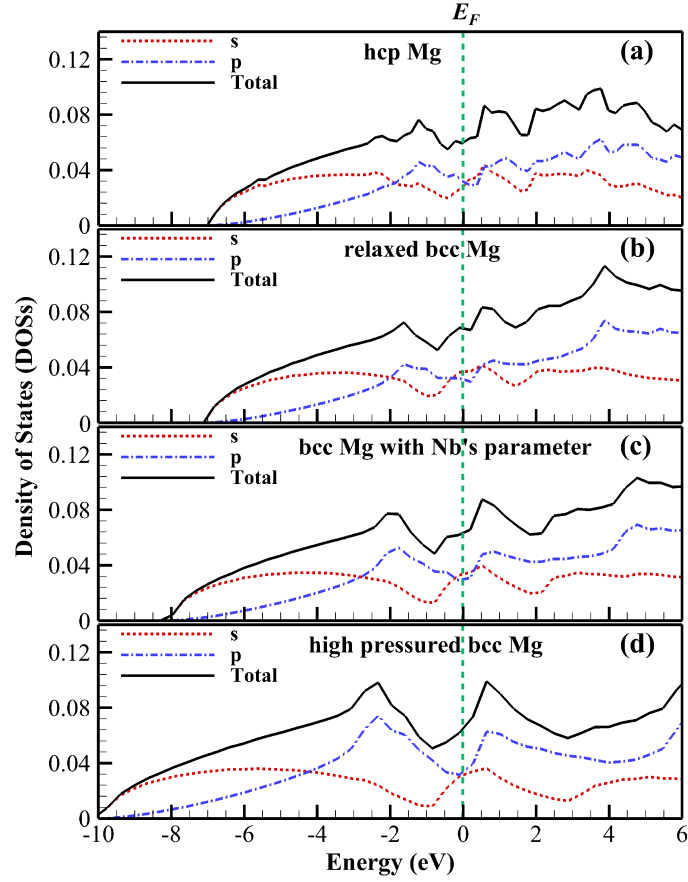 E_F
s
p
Total
hcp Mg
(a)
0.12
0.08
0.04
0
s
p
Total
relaxed bcc Mg
(b)
0.12
0.08
0.04
0
s
p
Total
bcc Mg with Nb's parameter
(c)
0.12
0.08
0.04
0
s
p
Total
high pressured bcc Mg
(d)
0.12
0.08
0.04
0
Density of States (DOSs)
-10 -8 -6 -4 -2 0 2 4 6
Energy (eV)